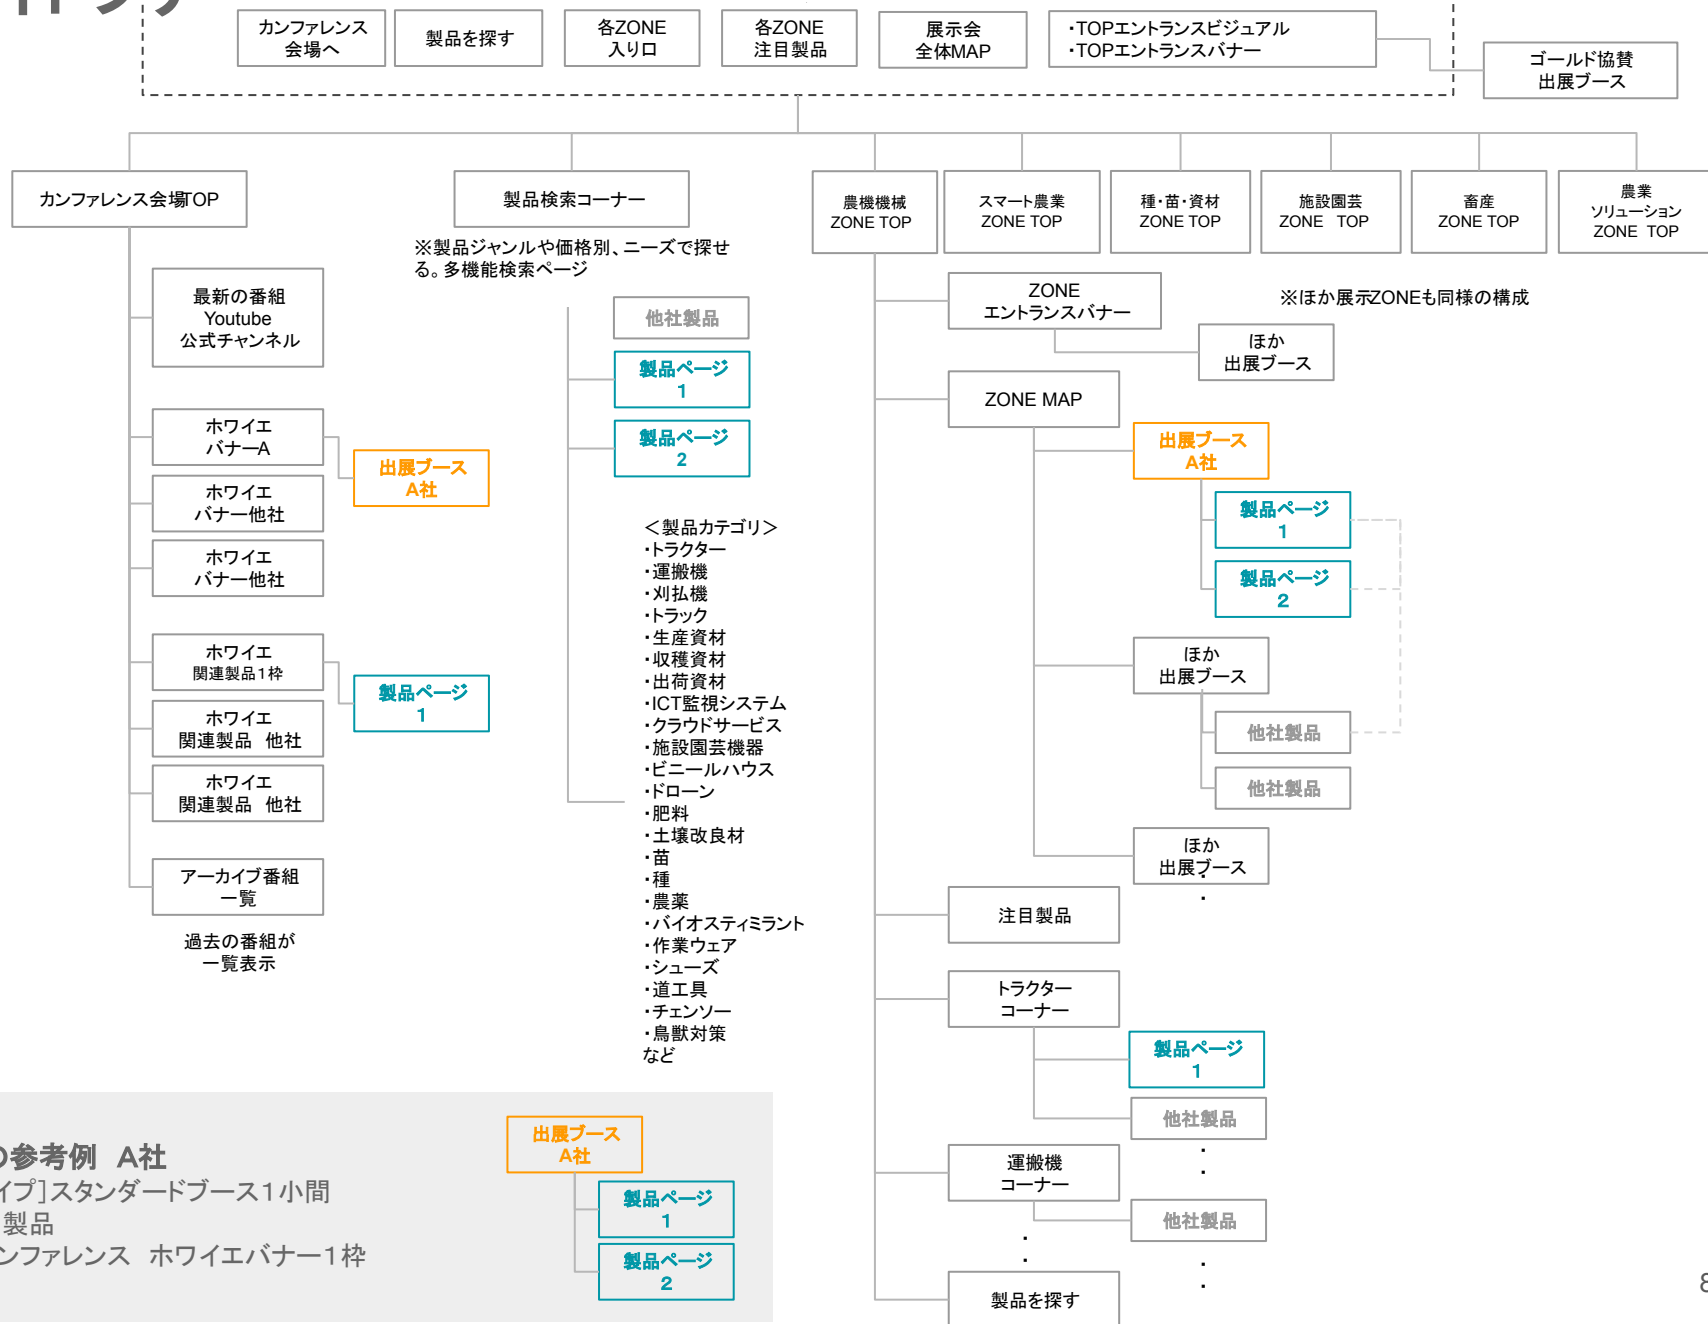 カンファレンス
会場へ
製品を探す
各ZONE
入り口
各ZONE
注目製品
展示会
全体MAP
・TOPエントランスビジュアル
・TOPエントランスバナー
ゴールド協賛
出展ブース
カンファレンス会場TOP
製品検索コーナー
農機機械
ZONE TOP
スマート農業
ZONE TOP
種・苗・資材
ZONE TOP
施設園芸
ZONE TOP
畜産
ZONE TOP
農業
ソリューション
ZONE TOP
※製品ジャンルや価格別、ニーズで探せ
る。多機能検索ページ
※ほか展示ZONEも同様の構成
最新の番組
Youtube
公式チャンネル
ホワイエ
バナーA
出展ブース
A社
ホワイエ
バナー他社
ホワイエ
バナー他社
ホワイエ
関連製品1枠
製品ページ
1
ホワイエ
関連製品 他社
ホワイエ
関連製品 他社
アーカイブ番組
一覧
過去の番組が
一覧表示
他社製品
製品ページ
1
製品ページ
2
＜製品カテゴリ＞
・トラクター
・運搬機
・刈払機
・トラック
・生産資材
・収穫資材
・出荷資材
・ICT監視システム
・クラウドサービス
・施設園芸機器
・ビニールハウス
・ドローン
・肥料
・土壌改良材
・苗
・種
・農薬
・バイオスティミラント
・作業ウェア
・シューズ
・道工具
・チェンソー
・鳥獣対策
など
ZONE
エントランスバナー
ほか
出展ブース
ZONE MAP
出展ブース
A社
製品ページ
1
製品ページ
2
ほか
出展ブース
他社製品
他社製品
ほか
出展ブース
・
・
注目製品
トラクター
コーナー
製品ページ
1
他社製品
・
・
運搬機
コーナー
他社製品
・
・
・
・
製品を探す
の参考例 A社
イプ]スタンダードブース1小間
製品
ンファレンス ホワイエバナー1枠
出展ブース
A社
製品ページ
1
製品ページ
2
8